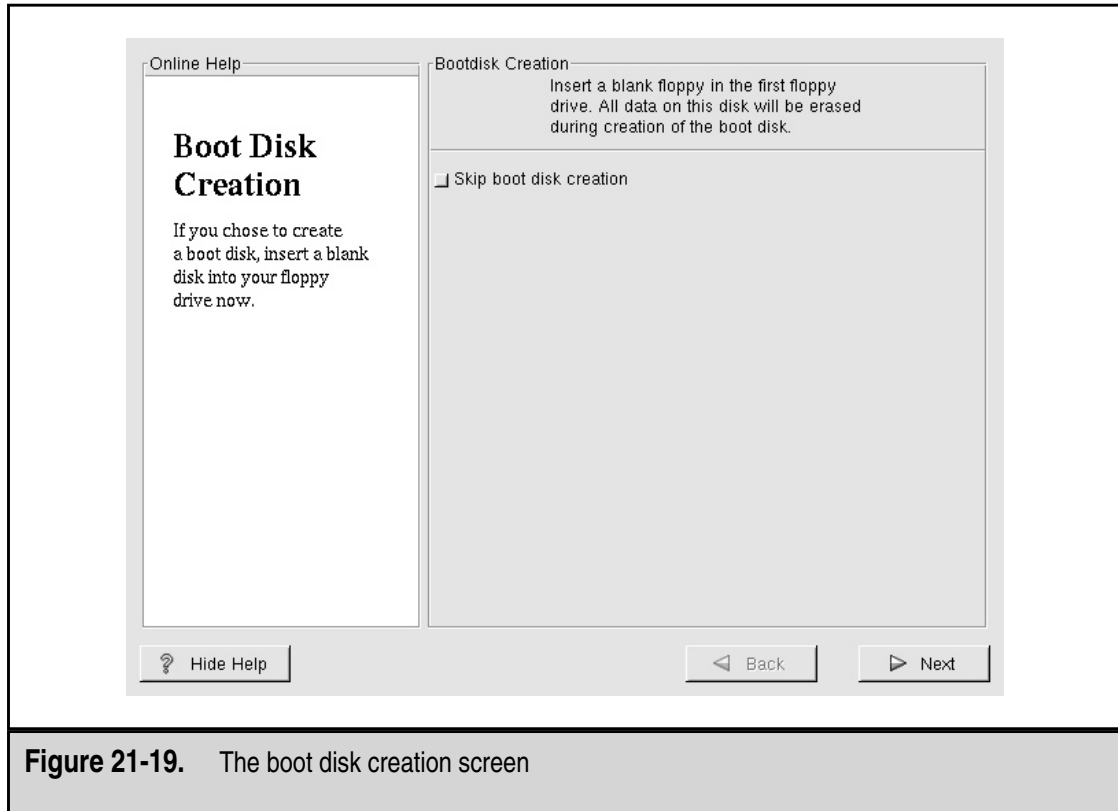 Online Help
Boot Disk
Creation
If you chose to create
a boot disk, insert a blank
disk into your floppy
drive now.
Bootdisk Creation
Insert a blank floppy in the first floppy
drive. All data on this disk will be erased
during creation of the boot disk.
Skip boot disk creation
? Hide Help
Back
Next
Figure 21-19. The boot disk creation screen